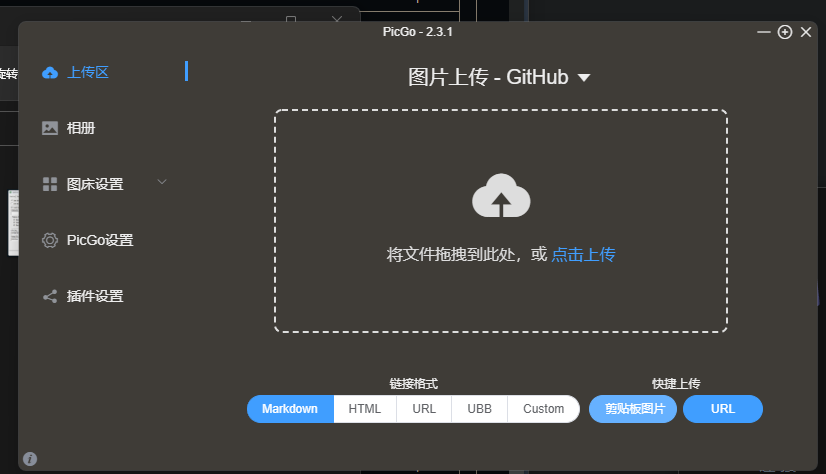 PicGo - 2.3.1
旋转
上传区
相册
图床设置
PicGo设置
插件设置
图片上传 - GitHub
将文件拖拽到此处，或 点击上传
链接格式
Markdown HTML URL UBB Custom
快捷上传
剪贴板图片 URL